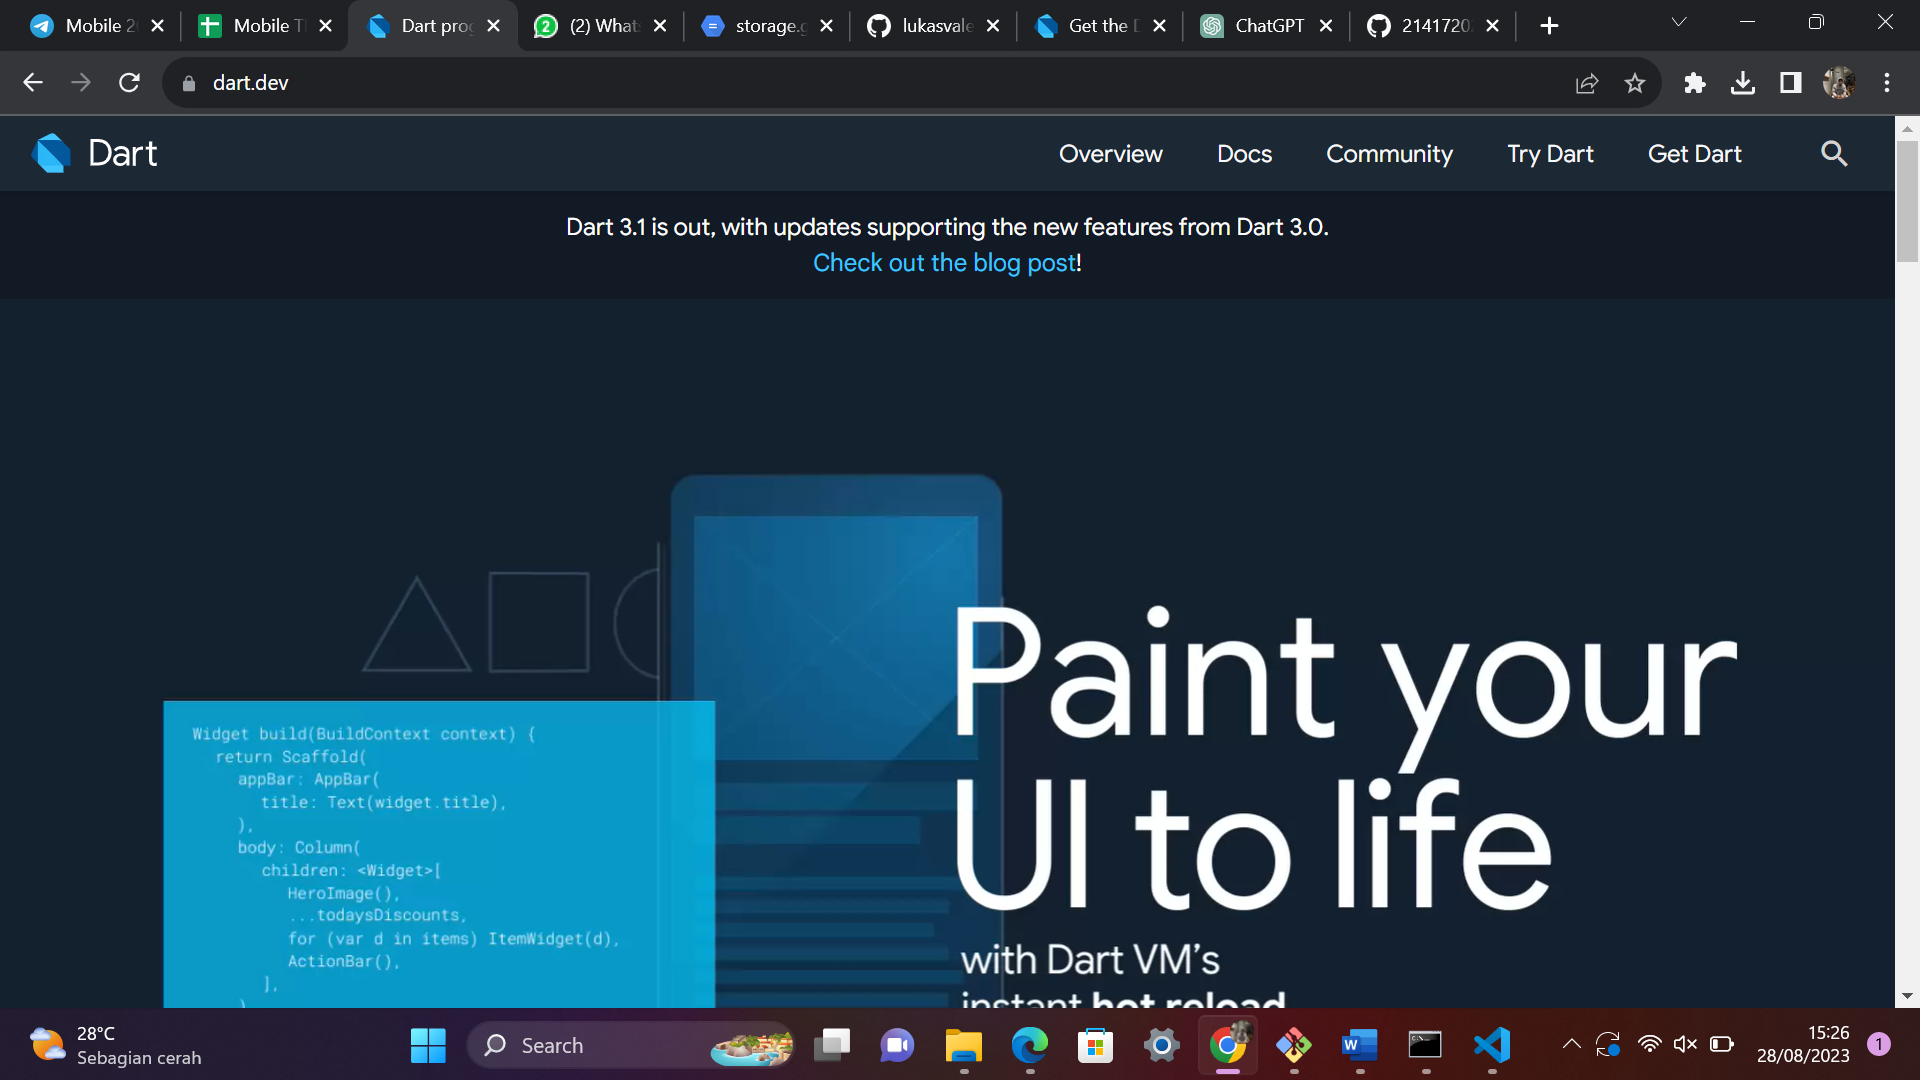 Mobile 2
Mobile T
Dart pro
(2) What
storage.g
lukasvale
Get the D
ChatGPT
21417202
dart.dev
Dart
Overview
Docs
Community
Try Dart
Get Dart
Dart 3.1 is out, with updates supporting the new features from Dart 3.0.
Check out the blog post!
Widget build(BuildContext context) {
return Scaffold(
appBar: AppBar(
title: Text(widget.title),
),
body: Column(
children: <Widget>[
HeroImage(),
...todaysDiscounts,
for (var d in items) ItemWidget(d),
ActionBar(),
],
)
Paint your
UI to life
with Dart VM’s
instant hot reload
28°C
Sebagian cerah
Search
15:26
28/08/2023
1